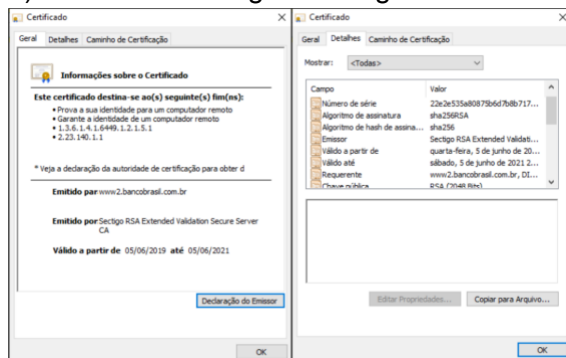 Certificado
Geral Detalhes Caminho de Certificação
Informações sobre o Certificado
Este certificado destina-se ao(s) seguinte(s) fim(ns):
• Prova a sua identidade para um computador remoto
• Garante a identidade de um computador remoto
• 1.3.6.1.4.1.6449.1.2.1.5.1
• 2.23.140.1.1
* Veja a declaração da autoridade de certificação para obter d
Emitido para www2.bancobrasil.com.br
Emitido por Sectigo RSA Extended Validation Secure Server
CA
Válido a partir de 05/06/2019 até 05/06/2021
Declaração do Emissor
OK
Certificado
Geral Detalhes Caminho de Certificação
Mostrar: <Todas>
Campo Valor
Número de série 22e2e535a80875b6d7b8b717...
Algoritmo de assinatura sha256RSA
Algoritmo de hash de assina... sha256
Emissor Sectigo RSA Extended Validati...
Válido a partir de quarta-feira, 5 de junho de 20...
Válido até sábado, 5 de junho de 2021 2...
Requerente www2.bancobrasil.com.br, DI...
Chave pública RSA (2048 Bits)
Editar Propriedades... Copiar para Arquivo...
OK